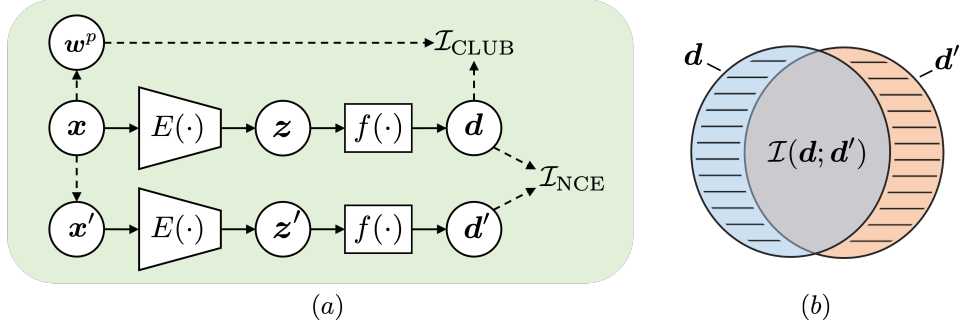 w^p I_CLUB
x E(·) z f(·) d
I_NCE
x′ E(·) z′ f(·) d′
(a)
d d′
I(d; d′)
(b)